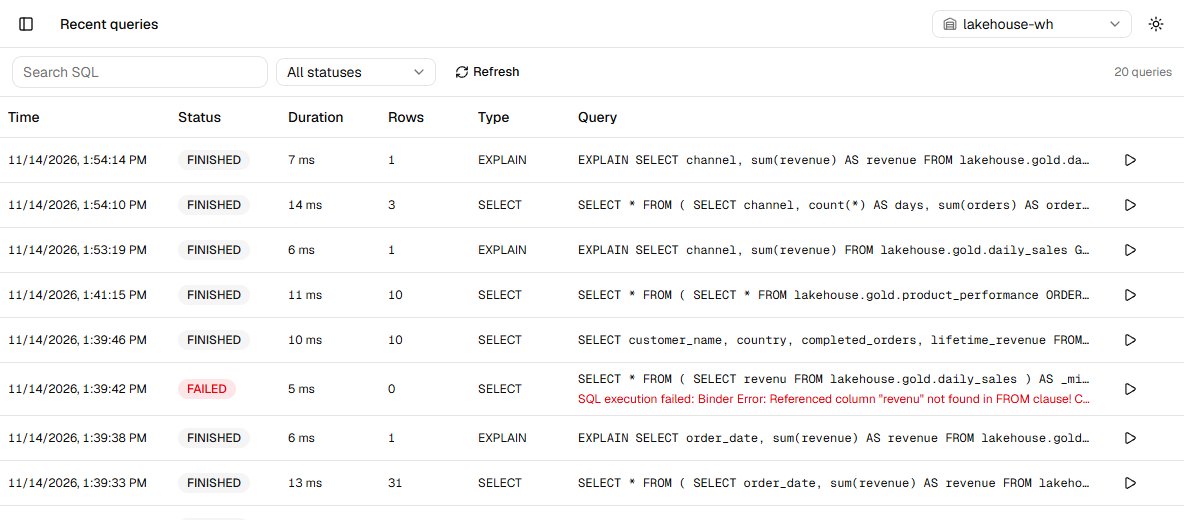 Recent queries
lakehouse-wh
Search SQL
All statuses
Refresh
20 queries
Time Status Duration Rows Type Query
11/14/2026, 1:54:14 PM FINISHED 7 ms 1 EXPLAIN EXPLAIN SELECT channel, sum(revenue) AS revenue FROM lakehouse.gold.da…
11/14/2026, 1:54:10 PM FINISHED 14 ms 3 SELECT SELECT * FROM ( SELECT channel, count(*) AS days, sum(orders) AS order…
11/14/2026, 1:53:19 PM FINISHED 6 ms 1 EXPLAIN EXPLAIN SELECT channel, sum(revenue) FROM lakehouse.gold.daily_sales G…
11/14/2026, 1:41:15 PM FINISHED 11 ms 10 SELECT SELECT * FROM ( SELECT * FROM lakehouse.gold.product_performance ORDER…
11/14/2026, 1:39:46 PM FINISHED 10 ms 10 SELECT SELECT customer_name, country, completed_orders, lifetime_revenue FROM…
11/14/2026, 1:39:42 PM FAILED 5 ms 0 SELECT SELECT * FROM ( SELECT revenu FROM lakehouse.gold.daily_sales ) AS _mi…
SQL execution failed: Binder Error: Referenced column "revenu" not found in FROM clause! C…
11/14/2026, 1:39:38 PM FINISHED 6 ms 1 EXPLAIN EXPLAIN SELECT order_date, sum(revenue) AS revenue FROM lakehouse.gold…
11/14/2026, 1:39:33 PM FINISHED 13 ms 31 SELECT SELECT * FROM ( SELECT order_date, sum(revenue) AS revenue FROM lakeho…